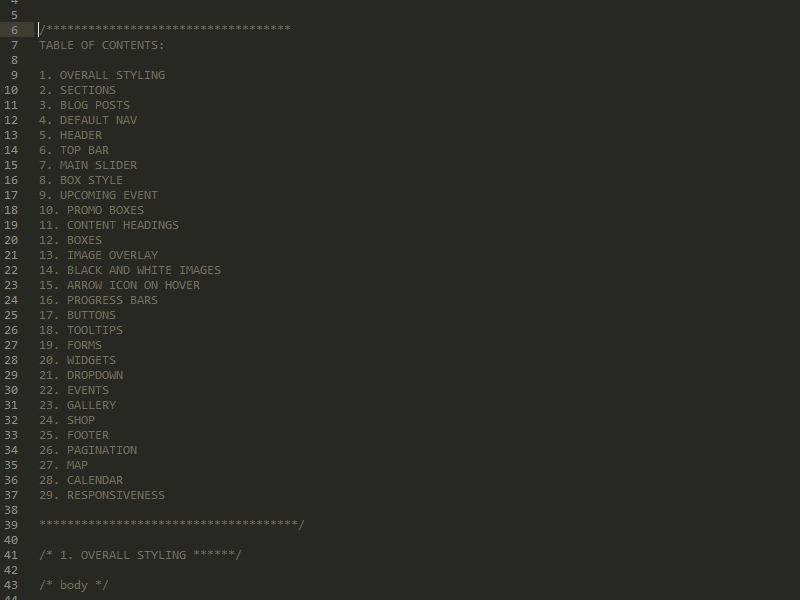 4
5
6 /***********************************
7 TABLE OF CONTENTS:
8
9 1. OVERALL STYLING
10 2. SECTIONS
11 3. BLOG POSTS
12 4. DEFAULT NAV
13 5. HEADER
14 6. TOP BAR
15 7. MAIN SLIDER
16 8. BOX STYLE
17 9. UPCOMING EVENT
18 10. PROMO BOXES
19 11. CONTENT HEADINGS
20 12. BOXES
21 13. IMAGE OVERLAY
22 14. BLACK AND WHITE IMAGES
23 15. ARROW ICON ON HOVER
24 16. PROGRESS BARS
25 17. BUTTONS
26 18. TOOLTIPS
27 19. FORMS
28 20. WIDGETS
29 21. DROPDOWN
30 22. EVENTS
31 23. GALLERY
32 24. SHOP
33 25. FOOTER
34 26. PAGINATION
35 27. MAP
36 28. CALENDAR
37 29. RESPONSIVENESS
38
39 *************************************/
40
41 /* 1. OVERALL STYLING ******/
42
43 /* body */
44